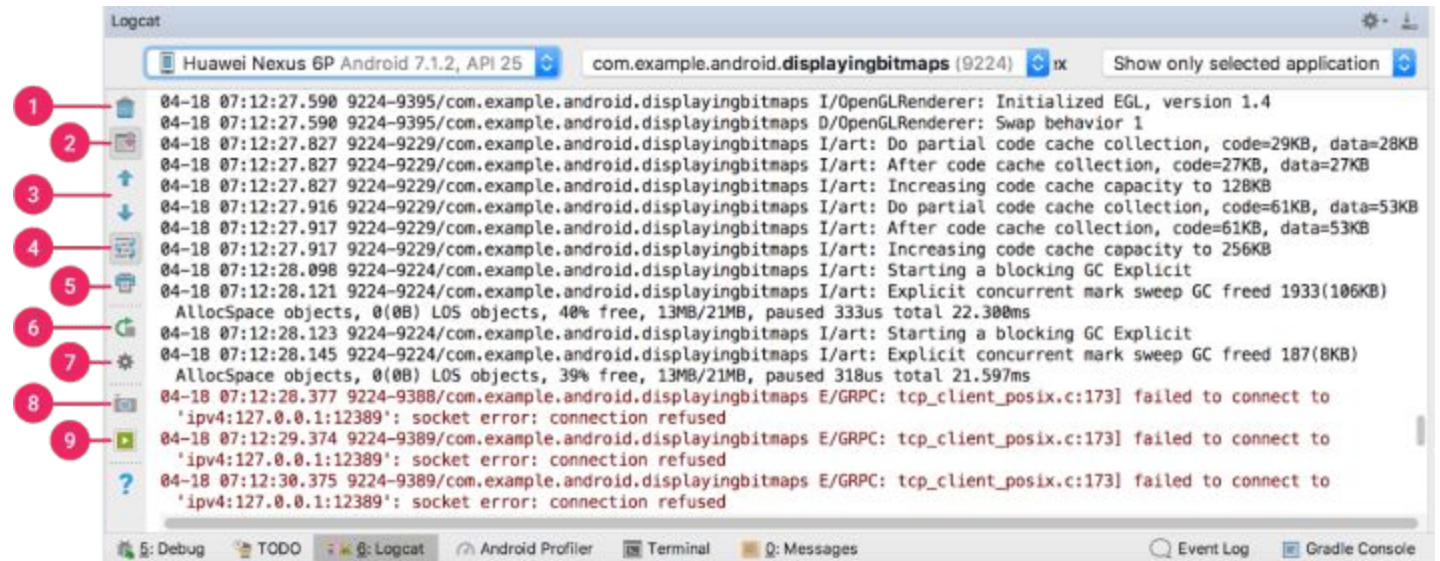 Logcat
Huawei Nexus 6P Android 7.1.2, API 25 com.example.android.displayingbitmaps (9224) Show only selected application
1
2
3
4
5
6
7
8
9
?
04-18 07:12:27.590 9224-9395/com.example.android.displayingbitmaps I/OpenGLRenderer: Initialized EGL, version 1.4
04-18 07:12:27.590 9224-9395/com.example.android.displayingbitmaps D/OpenGLRenderer: Swap behavior 1
04-18 07:12:27.827 9224-9229/com.example.android.displayingbitmaps I/art: Do partial code cache collection, code=29KB, data=28KB
04-18 07:12:27.827 9224-9229/com.example.android.displayingbitmaps I/art: After code cache collection, code=27KB, data=27KB
04-18 07:12:27.827 9224-9229/com.example.android.displayingbitmaps I/art: Increasing code cache capacity to 128KB
04-18 07:12:27.916 9224-9229/com.example.android.displayingbitmaps I/art: Do partial code cache collection, code=61KB, data=53KB
04-18 07:12:27.917 9224-9229/com.example.android.displayingbitmaps I/art: After code cache collection, code=61KB, data=53KB
04-18 07:12:27.917 9224-9229/com.example.android.displayingbitmaps I/art: Increasing code cache capacity to 256KB
04-18 07:12:28.098 9224-9224/com.example.android.displayingbitmaps I/art: Starting a blocking GC Explicit
04-18 07:12:28.121 9224-9224/com.example.android.displayingbitmaps I/art: Explicit concurrent mark sweep GC freed 1933(106KB)
AllocSpace objects, 0(0B) LOS objects, 40% free, 13MB/21MB, paused 333us total 22.300ms
04-18 07:12:28.123 9224-9224/com.example.android.displayingbitmaps I/art: Starting a blocking GC Explicit
04-18 07:12:28.145 9224-9224/com.example.android.displayingbitmaps I/art: Explicit concurrent mark sweep GC freed 187(8KB)
AllocSpace objects, 0(0B) LOS objects, 39% free, 13MB/21MB, paused 318us total 21.597ms
04-18 07:12:28.377 9224-9388/com.example.android.displayingbitmaps E/GRPC: tcp_client_posix.c:173] failed to connect to
'ipv4:127.0.0.1:12389': socket error: connection refused
04-18 07:12:29.374 9224-9389/com.example.android.displayingbitmaps E/GRPC: tcp_client_posix.c:173] failed to connect to
'ipv4:127.0.0.1:12389': socket error: connection refused
04-18 07:12:30.375 9224-9389/com.example.android.displayingbitmaps E/GRPC: tcp_client_posix.c:173] failed to connect to
'ipv4:127.0.0.1:12389': socket error: connection refused
5: Debug TODO 6: Logcat Android Profiler Terminal 0: Messages Event Log Gradle Console